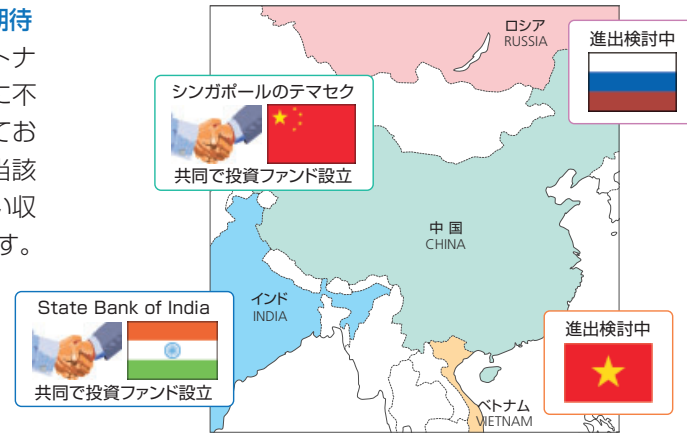 期待
トナ
に不
てお
当該
い収
す。
ロシア
RUSSIA
進出検討中
シンガポールのテマセク
共同で投資ファンド設立
中国
CHINA
インド
INDIA
State Bank of India
共同で投資ファンド設立
進出検討中
ベトナム
VIETNAM